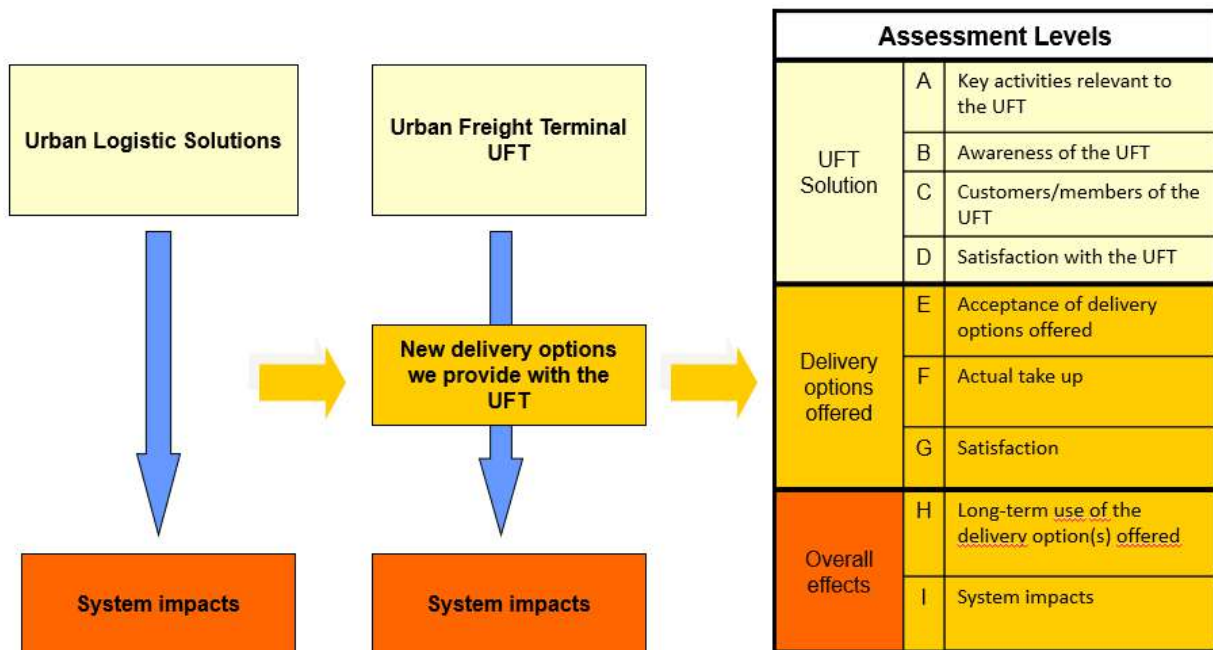 Urban Logistic Solutions
System impacts
Urban Freight Terminal
UFT
New delivery options
we provide with the
UFT
System impacts
Assessment Levels
UFT
Solution
A
Key activities relevant to
the UFT
B
Awareness of the UFT
C
Customers/members of the
UFT
D
Satisfaction with the UFT
Delivery
options
offered
E
Acceptance of delivery
options offered
F
Actual take up
G
Satisfaction
Overall
effects
H
Long-term use of the
delivery option(s) offered
I
System impacts